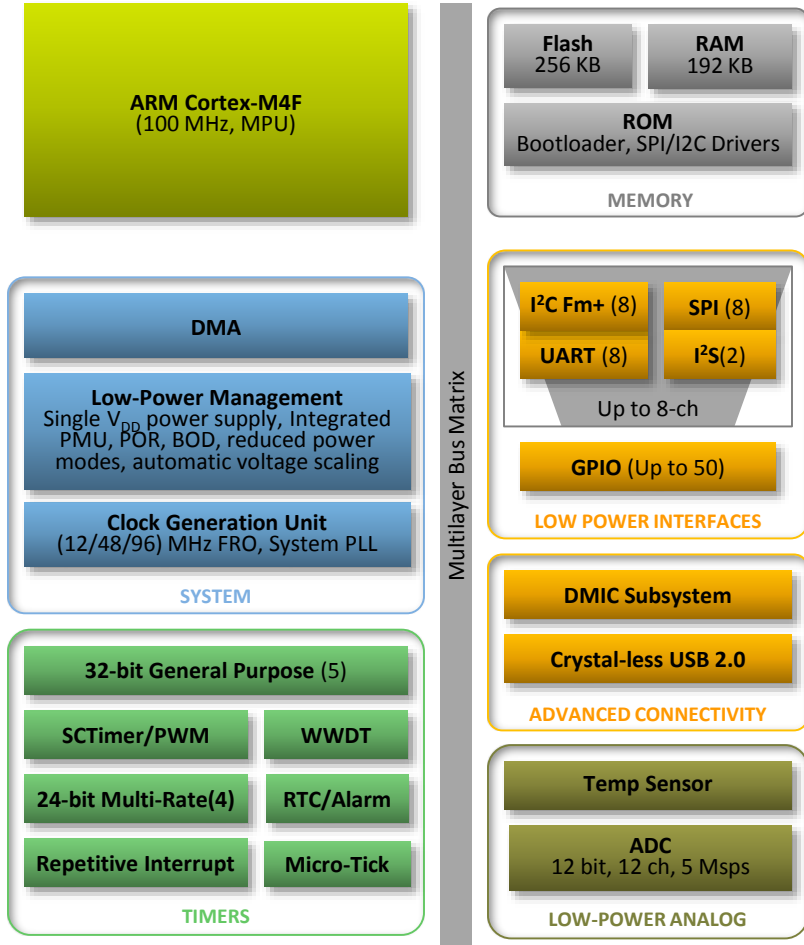 ARM Cortex-M4F
(100 MHz, MPU)
DMA
Low-Power Management
Single V_DD power supply, Integrated
PMU, POR, BOD, reduced power
modes, automatic voltage scaling
Clock Generation Unit
(12/48/96) MHz FRO, System PLL
SYSTEM
32-bit General Purpose (5)
SCTimer/PWM
WWDT
24-bit Multi-Rate(4)
RTC/Alarm
Repetitive Interrupt
Micro-Tick
TIMERS
Multilayer Bus Matrix
Flash
256 KB
RAM
192 KB
ROM
Bootloader, SPI/I2C Drivers
MEMORY
I²C Fm+ (8)
SPI (8)
UART (8)
I²S(2)
Up to 8-ch
GPIO (Up to 50)
LOW POWER INTERFACES
DMIC Subsystem
Crystal-less USB 2.0
ADVANCED CONNECTIVITY
Temp Sensor
ADC
12 bit, 12 ch, 5 Msps
LOW-POWER ANALOG